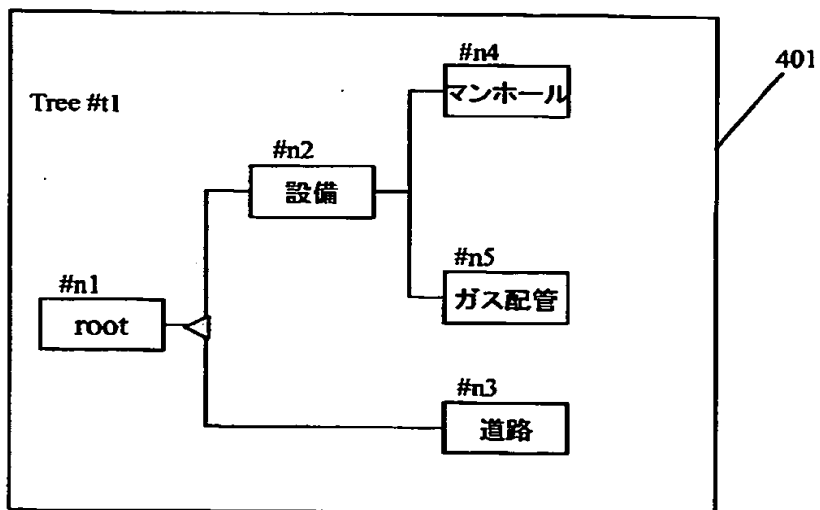 #n4
401
マンホール
Tree #t1
#n2
設備
#n5
#n1
ガス配管
root
#n3
道路